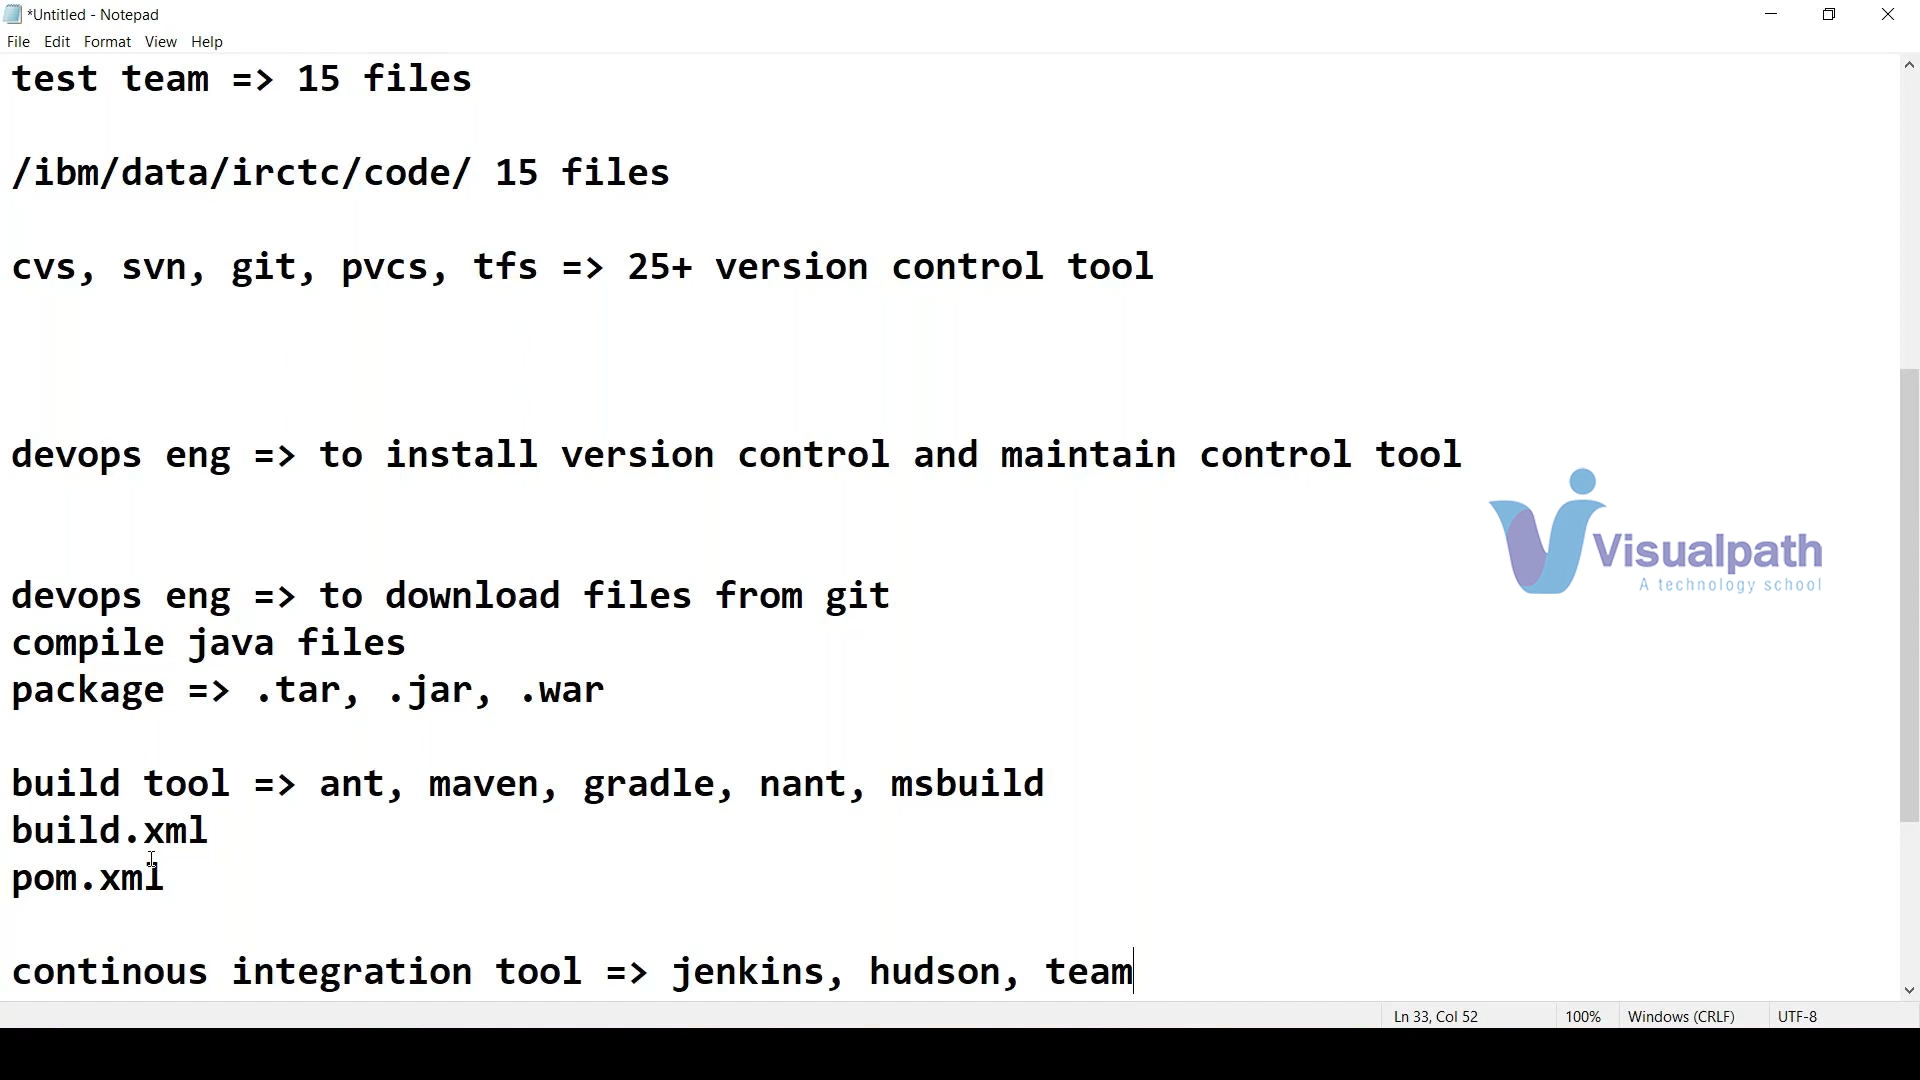 *Untitled - Notepad
File Edit Format View Help
test team => 15 files
/ibm/data/irctc/code/ 15 files
cvs, svn, git, pvcs, tfs => 25+ version control tool
devops eng => to install version control and maintain control tool
Visualpath
A technology school
devops eng => to download files from git
compile java files
package => .tar, .jar, .war
build tool => ant, maven, gradle, nant, msbuild
build.xml
pom.xml
continous integration tool => jenkins, hudson, team
Ln 33, Col 52 100% Windows (CRLF) UTF-8